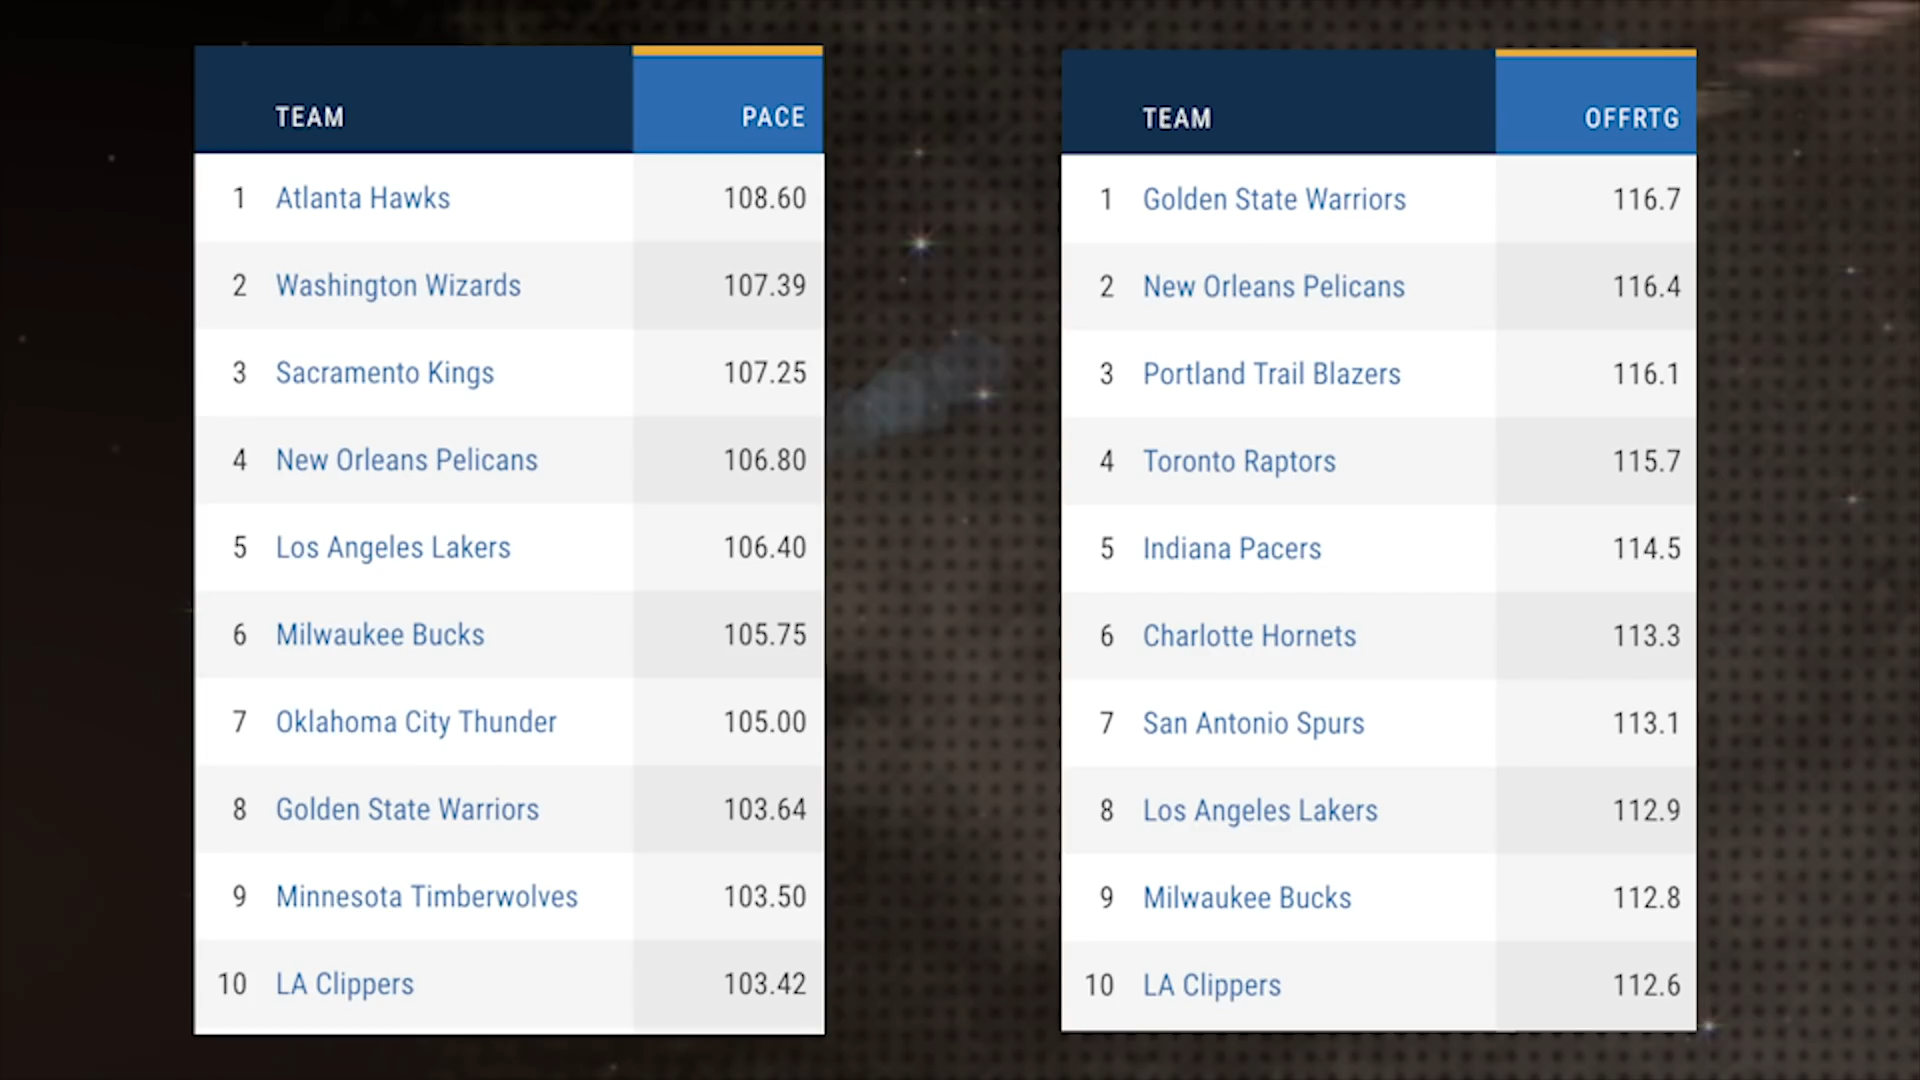 TEAM PACE
1 Atlanta Hawks 108.60
2 Washington Wizards 107.39
3 Sacramento Kings 107.25
4 New Orleans Pelicans 106.80
5 Los Angeles Lakers 106.40
6 Milwaukee Bucks 105.75
7 Oklahoma City Thunder 105.00
8 Golden State Warriors 103.64
9 Minnesota Timberwolves 103.50
10 LA Clippers 103.42
TEAM OFFRTG
1 Golden State Warriors 116.7
2 New Orleans Pelicans 116.4
3 Portland Trail Blazers 116.1
4 Toronto Raptors 115.7
5 Indiana Pacers 114.5
6 Charlotte Hornets 113.3
7 San Antonio Spurs 113.1
8 Los Angeles Lakers 112.9
9 Milwaukee Bucks 112.8
10 LA Clippers 112.6